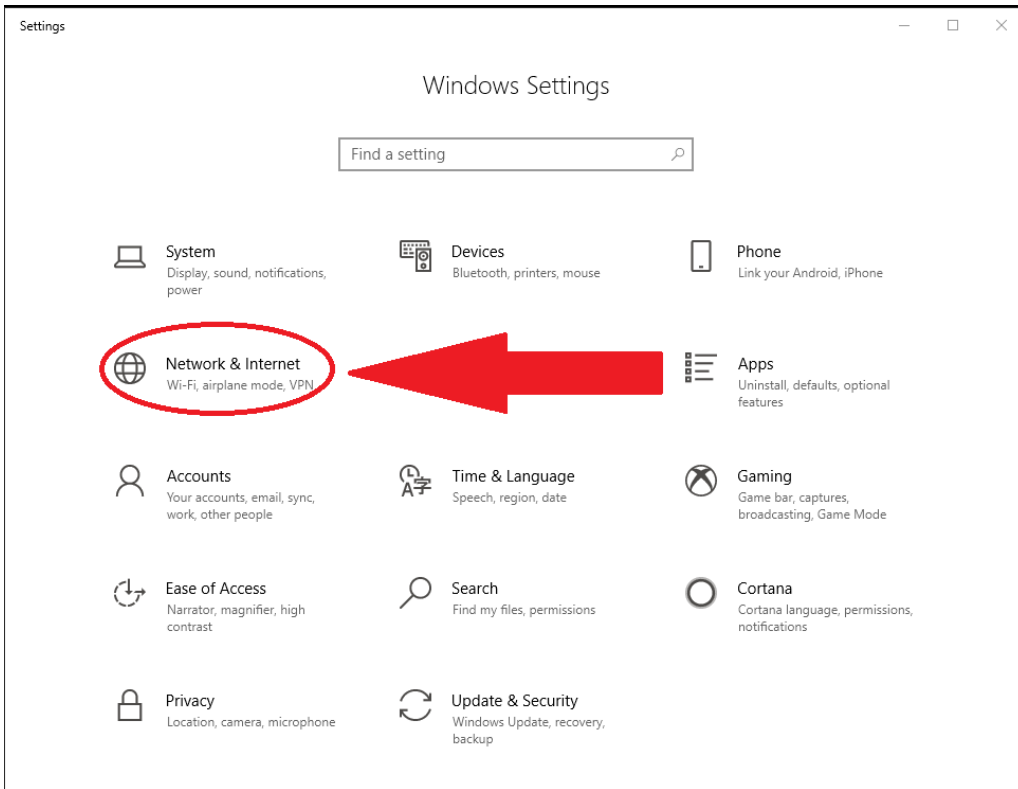 Settings
Windows Settings
Find a setting
System
Display, sound, notifications,
power
Devices
Bluetooth, printers, mouse
Phone
Link your Android, iPhone
Network & Internet
Wi-Fi, airplane mode, VPN
Apps
Uninstall, defaults, optional
features
Accounts
Your accounts, email, sync,
work, other people
Time & Language
Speech, region, date
Gaming
Game bar, captures,
broadcasting, Game Mode
Ease of Access
Narrator, magnifier, high
contrast
Search
Find my files, permissions
Cortana
Cortana language, permissions,
notifications
Privacy
Location, camera, microphone
Update & Security
Windows Update, recovery,
backup